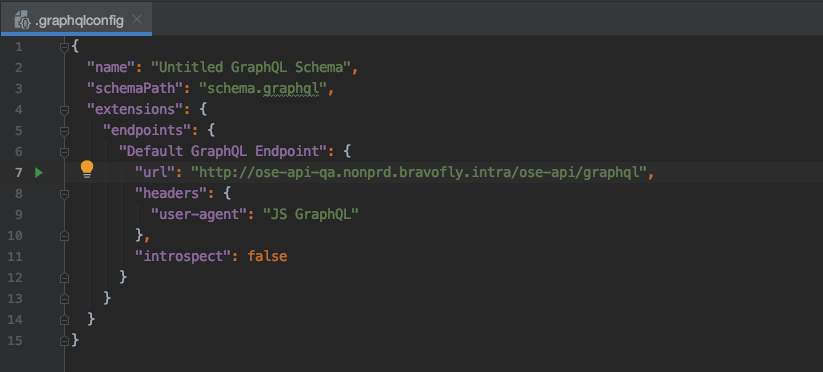 .graphqlconfig
1 {
2 "name": "Untitled GraphQL Schema",
3 "schemaPath": "schema.graphql",
4 "extensions": {
5 "endpoints": {
6 "Default GraphQL Endpoint": {
7 "url": "http://ose-api-qa.nonprd.bravofly.intra/ose-api/graphql",
8 "headers": {
9 "user-agent": "JS GraphQL"
10 },
11 "introspect": false
12 }
13 }
14 }
15 }